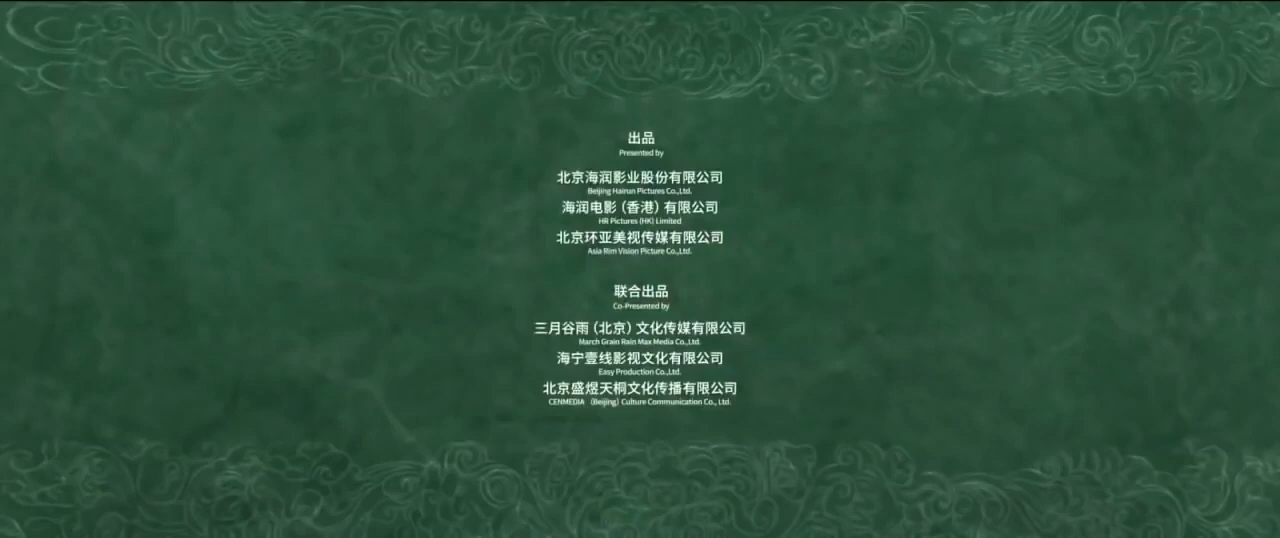 出品
Presented by
北京海润影业股份有限公司
Beijing Hairun Pictures Co.,Ltd.
海润电影（香港）有限公司
HR Pictures (HK) Limited
北京环亚美视传媒有限公司
Asia Rim Vision Picture Co.,Ltd.
联合出品
Co-Presented by
三月谷雨（北京）文化传媒有限公司
March Grain Rain Max Media Co.,Ltd.
海宁壹线影视文化有限公司
Easy Production Co.,Ltd.
北京盛煜天桐文化传播有限公司
CENMEDIA （Beijing) Culture Communication Co., Ltd.